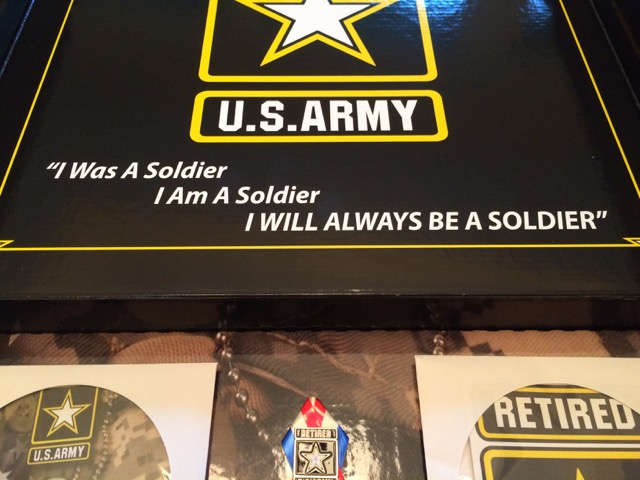 U.S.ARMY
“I Was A Soldier
I Am A Soldier
I WILL ALWAYS BE A SOLDIER”
U.S.ARMY
RETIRED
RETIRED